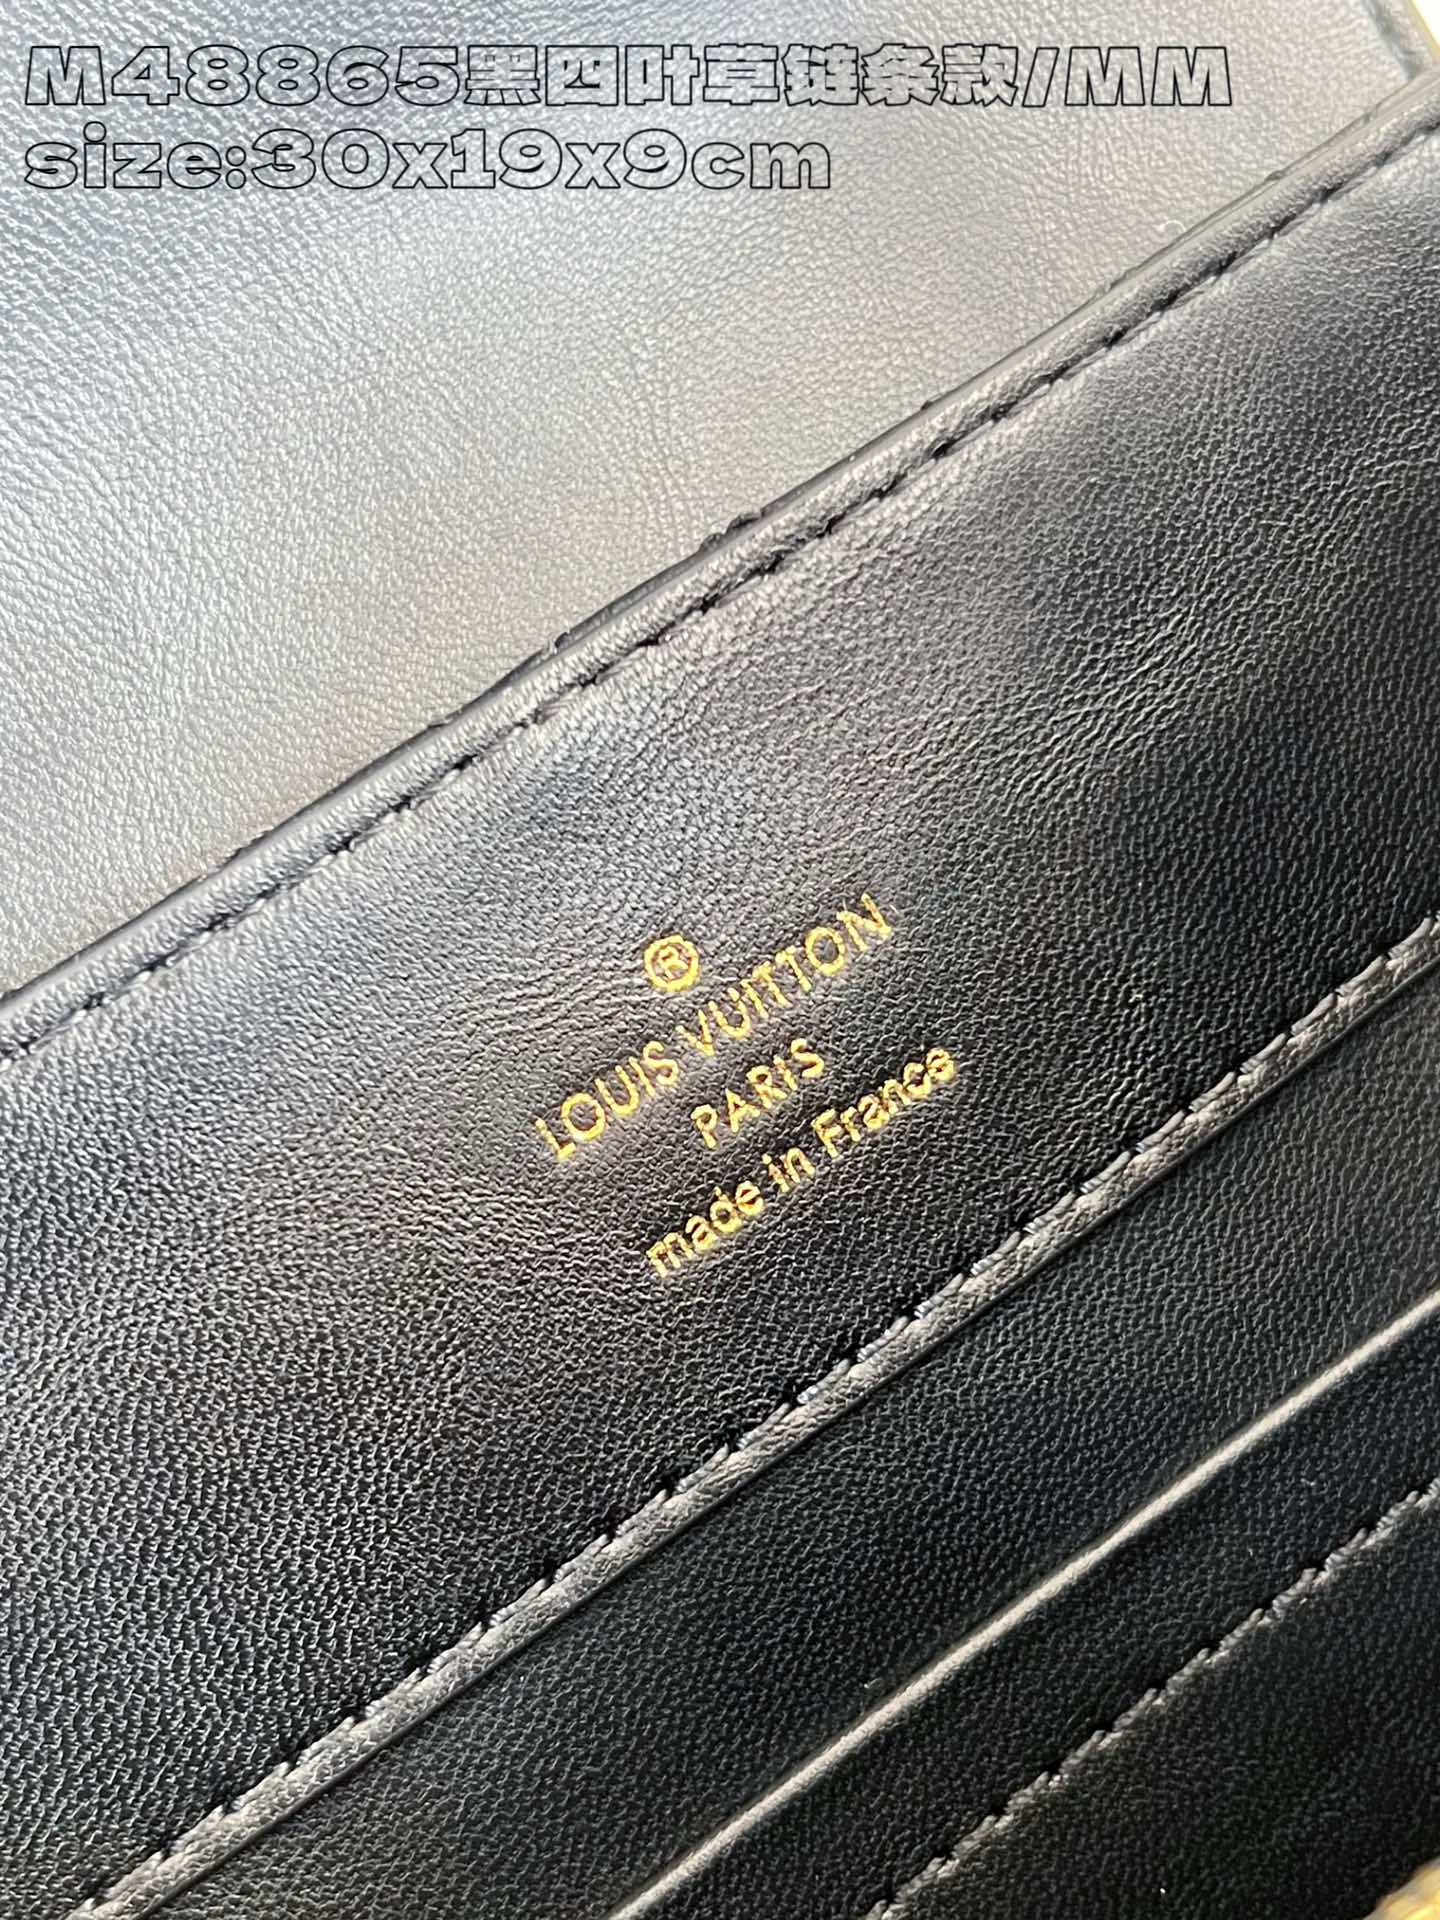 M48865黑四叶草链条款/MM
size:30x19x9cm
®
LOUIS VUITTON
PARIS
made in France